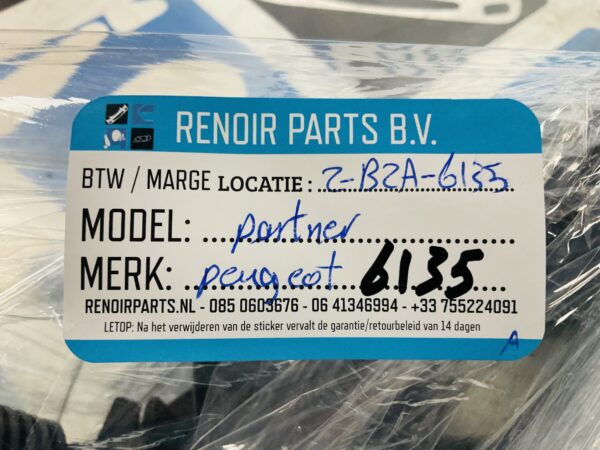 RENOIR PARTS B.V.
BTW / MARGE LOCATIE: 2-B2A-6135
MODEL: partner
MERK: peugeot 6135
RENOIRPARTS.NL - 085 0603676 - 06 41346994 - +33 755224091
LETOP: Na het verwijderen van de sticker vervalt de garantie/retourbeleid van 14 dagen
A